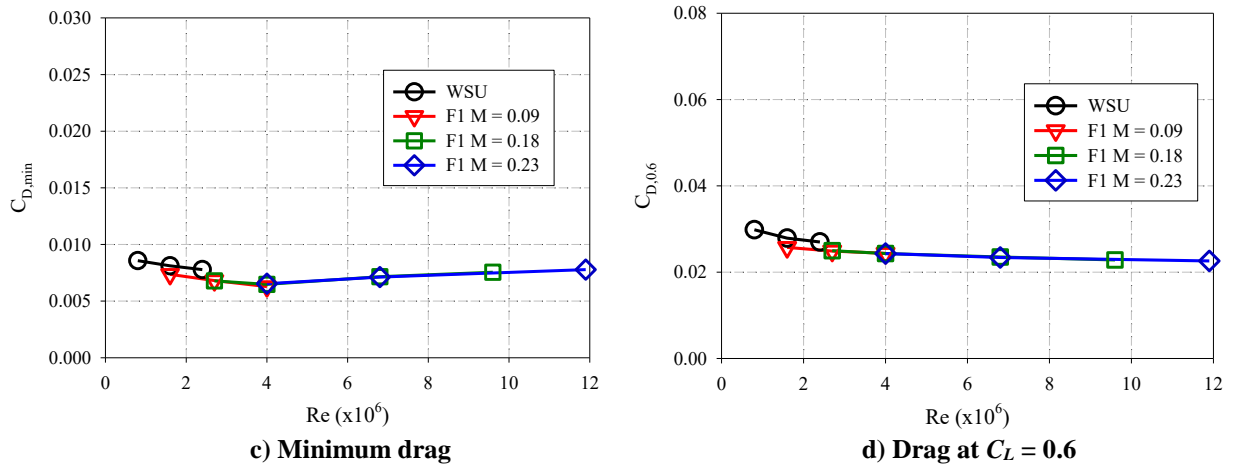 0.030
0.025
0.020
0.015
0.010
0.005
0.000
C_D,min
0 2 4 6 8 10 12
Re (x10^6)
WSU
F1 M = 0.09
F1 M = 0.18
F1 M = 0.23
c) Minimum drag
0.08
0.06
0.04
0.02
0.00
C_D,0.6
0 2 4 6 8 10 12
Re (x10^6)
WSU
F1 M = 0.09
F1 M = 0.18
F1 M = 0.23
d) Drag at C_L = 0.6